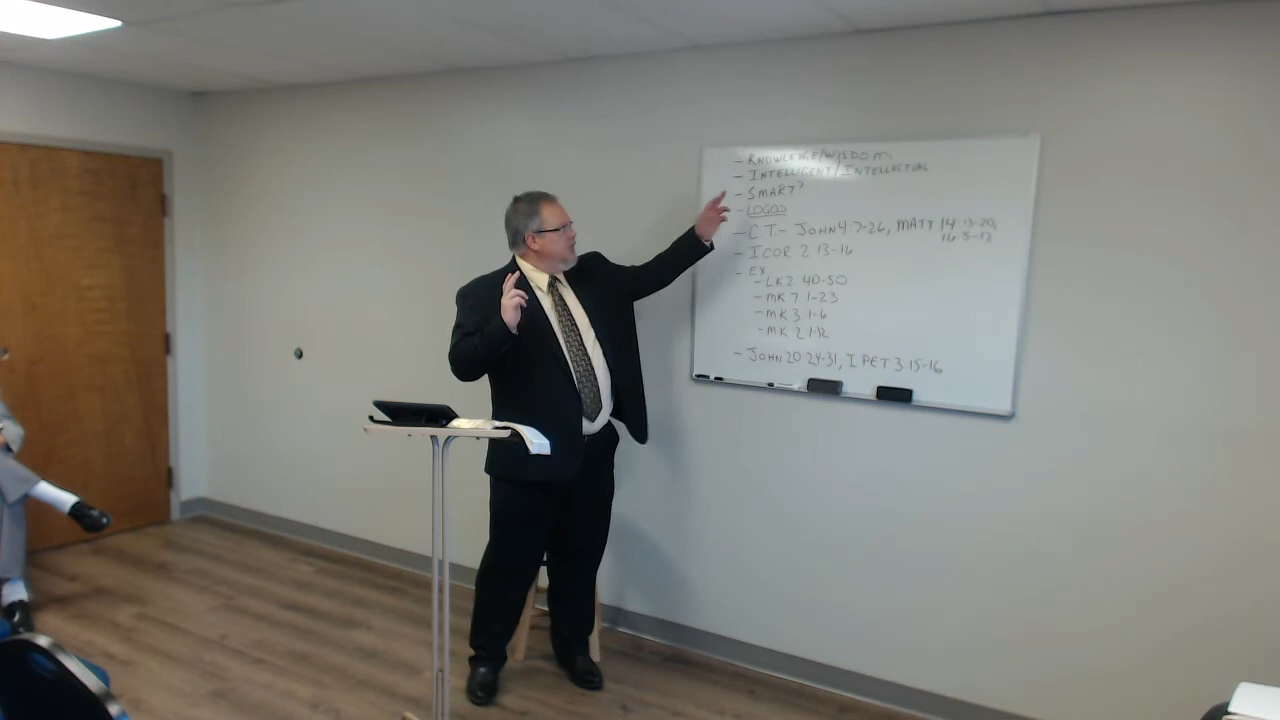 - KNOWLEDGE/WISDOM
- INTELLIGENT/INTELLECTUAL
- SMART?
- LOGOS
- C.T.- JOHN 4 7-26, MATT 14:13-20,
16 5-12
- I COR 2 13-16
- EX
- LK 2 40-50
- MK 7 1-23
- MK 3 1-6
- MK 2 1-12
- JOHN 20 24-31, I PET 3 15-16